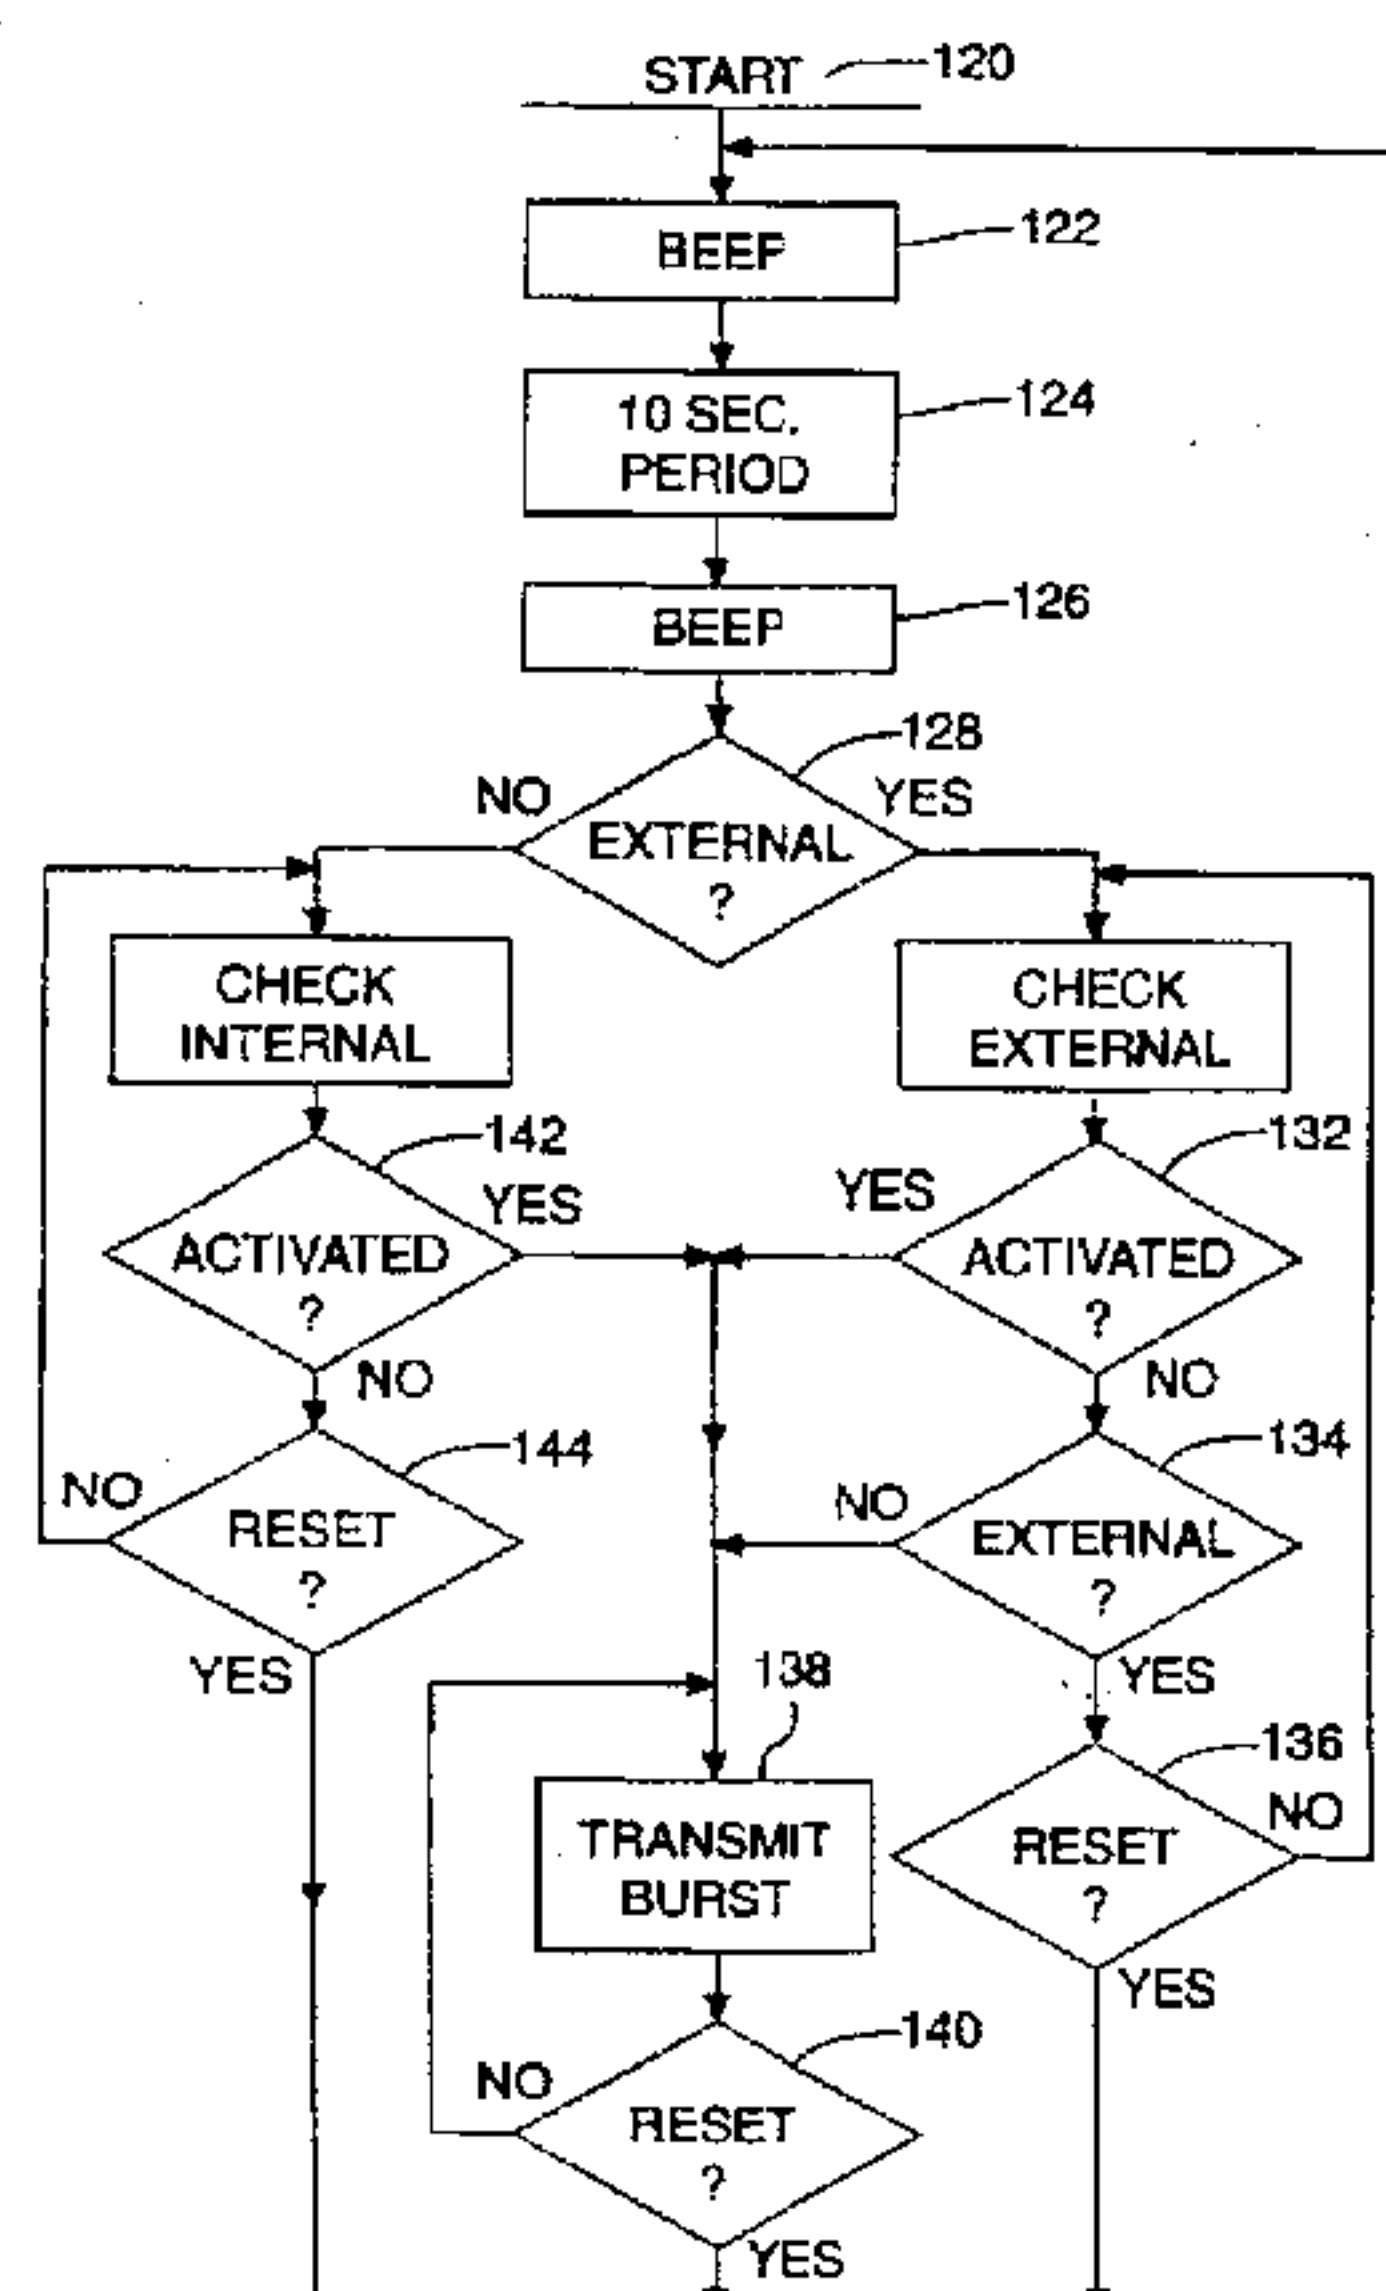 START 120
BEEP 122
10 SEC.
PERIOD
124
BEEP 126
128
NO YES
EXTERNAL
?
CHECK
INTERNAL
CHECK
EXTERNAL
142
YES
ACTIVATED
?
NO
132
YES
ACTIVATED
?
NO
144
NO
RESET
?
YES
134
NO
EXTERNAL
?
YES
138
TRANSMIT
BURST
136
NO
RESET
?
YES
140
NO
RESET
?
YES